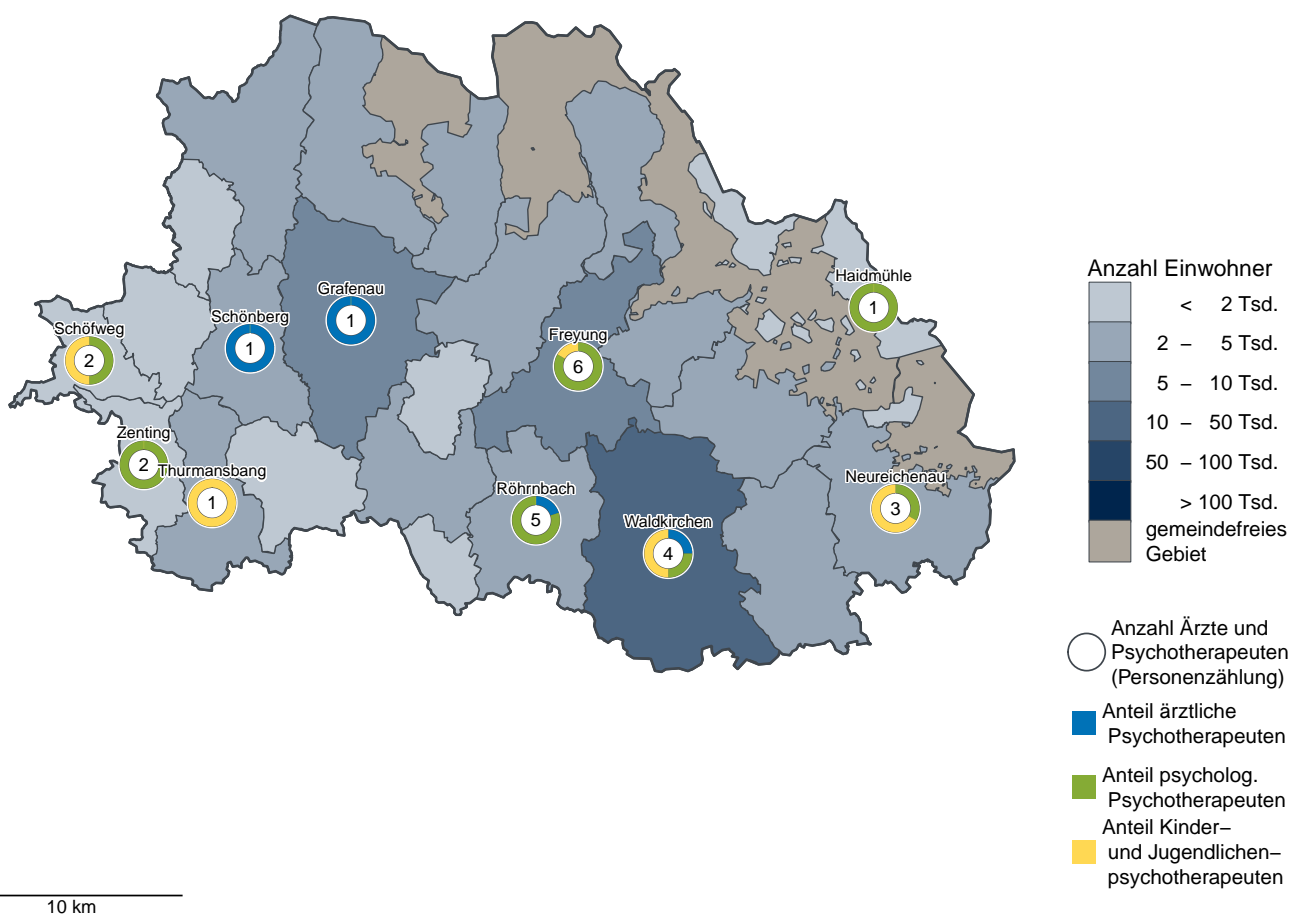 Haidmühle
1
Grafenau
1
Schönberg
1
Schöfweg
2
Freyung
6
Zenting
2
Thurmansbang
1
Röhrnbach
5
Waldkirchen
4
Neureichenau
3
Anzahl Einwohner
< 2 Tsd.
2 – 5 Tsd.
5 – 10 Tsd.
10 – 50 Tsd.
50 – 100 Tsd.
> 100 Tsd.
gemeindefreies
Gebiet
Anzahl Ärzte und
Psychotherapeuten
(Personenzählung)
Anteil ärztliche
Psychotherapeuten
Anteil psycholog.
Psychotherapeuten
Anteil Kinder–
und Jugendlichen–
psychotherapeuten
10 km